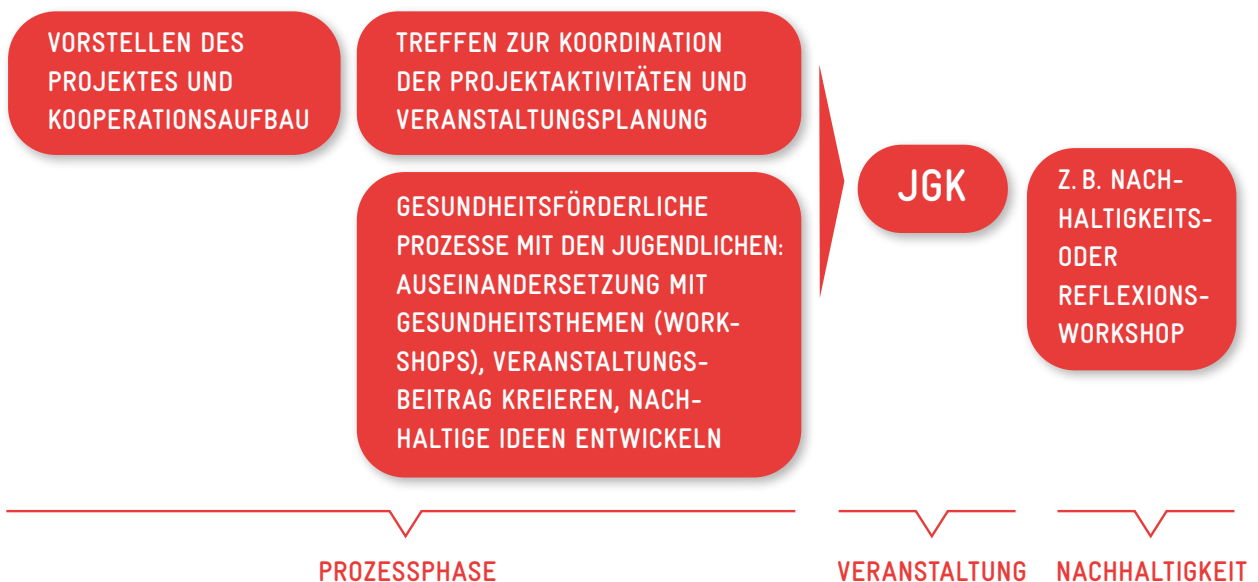 VORSTELLEN DES
PROJEKTES UND
KOOPERATIONSAUFBAU
TREFFEN ZUR KOORDINATION
DER PROJEKTAKTIVITÄTEN UND
VERANSTALTUNGSPLANUNG
GESUNDHEITSFÖRDERLICHE
PROZESSE MIT DEN JUGENDLICHEN:
AUSEINANDERSETZUNG MIT
GESUNDHEITSTHEMEN (WORK-
SHOPS), VERANSTALTUNGS-
BEITRAG KREIEREN, NACH-
HALTIGE IDEEN ENTWICKELN
JGK
Z. B. NACH-
HALTIGKEITS-
ODER
REFLEXIONS-
WORKSHOP
PROZESSPHASE
VERANSTALTUNG
NACHHALTIGKEIT